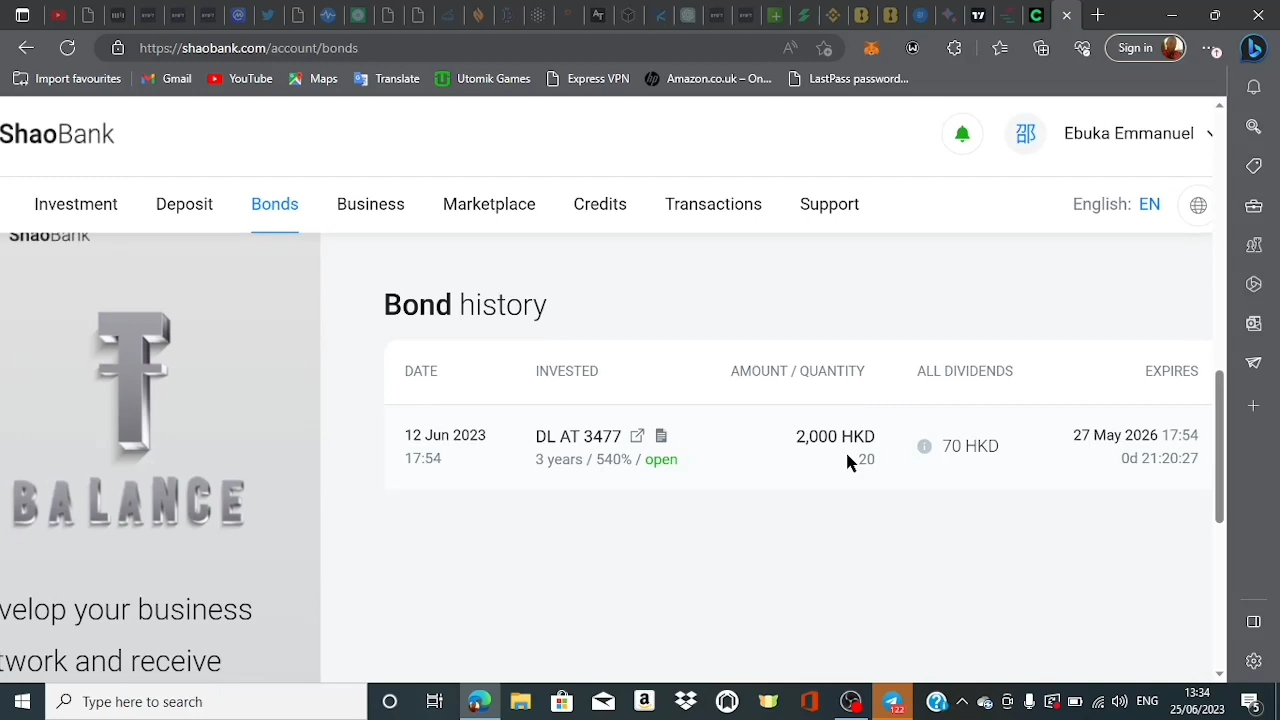 https://shaobank.com/account/bonds
Sign in
Import favourites Gmail YouTube Maps Translate Utomik Games Express VPN Amazon.co.uk – On... LastPass password...
ShaoBank
邵 Ebuka Emmanuel
Investment Deposit Bonds Business Marketplace Credits Transactions Support English: EN
ShaoBank
BALANCE
velop your business
twork and receive
Bond history
DATE INVESTED AMOUNT / QUANTITY ALL DIVIDENDS EXPIRES
12 Jun 2023 DL AT 3477 2,000 HKD 70 HKD 27 May 2026 17:54
17:54 3 years / 540% / open 20 0d 21:20:27
Type here to search
22
ENG
13:34
25/06/2023
5